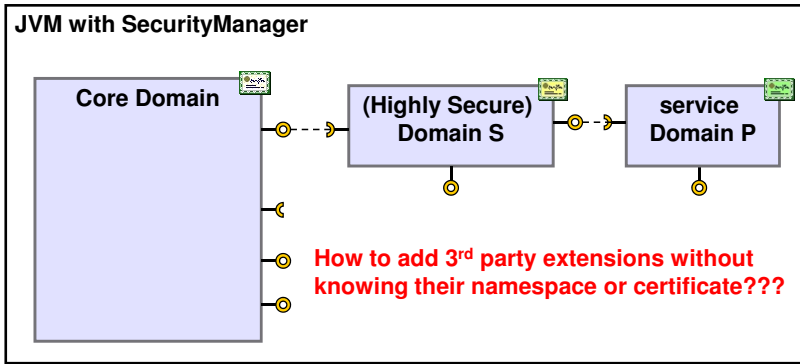 JVM with SecurityManager
Core Domain
(Highly Secure)
Domain S
service
Domain P
How to add 3rd party extensions without
knowing their namespace or certificate???